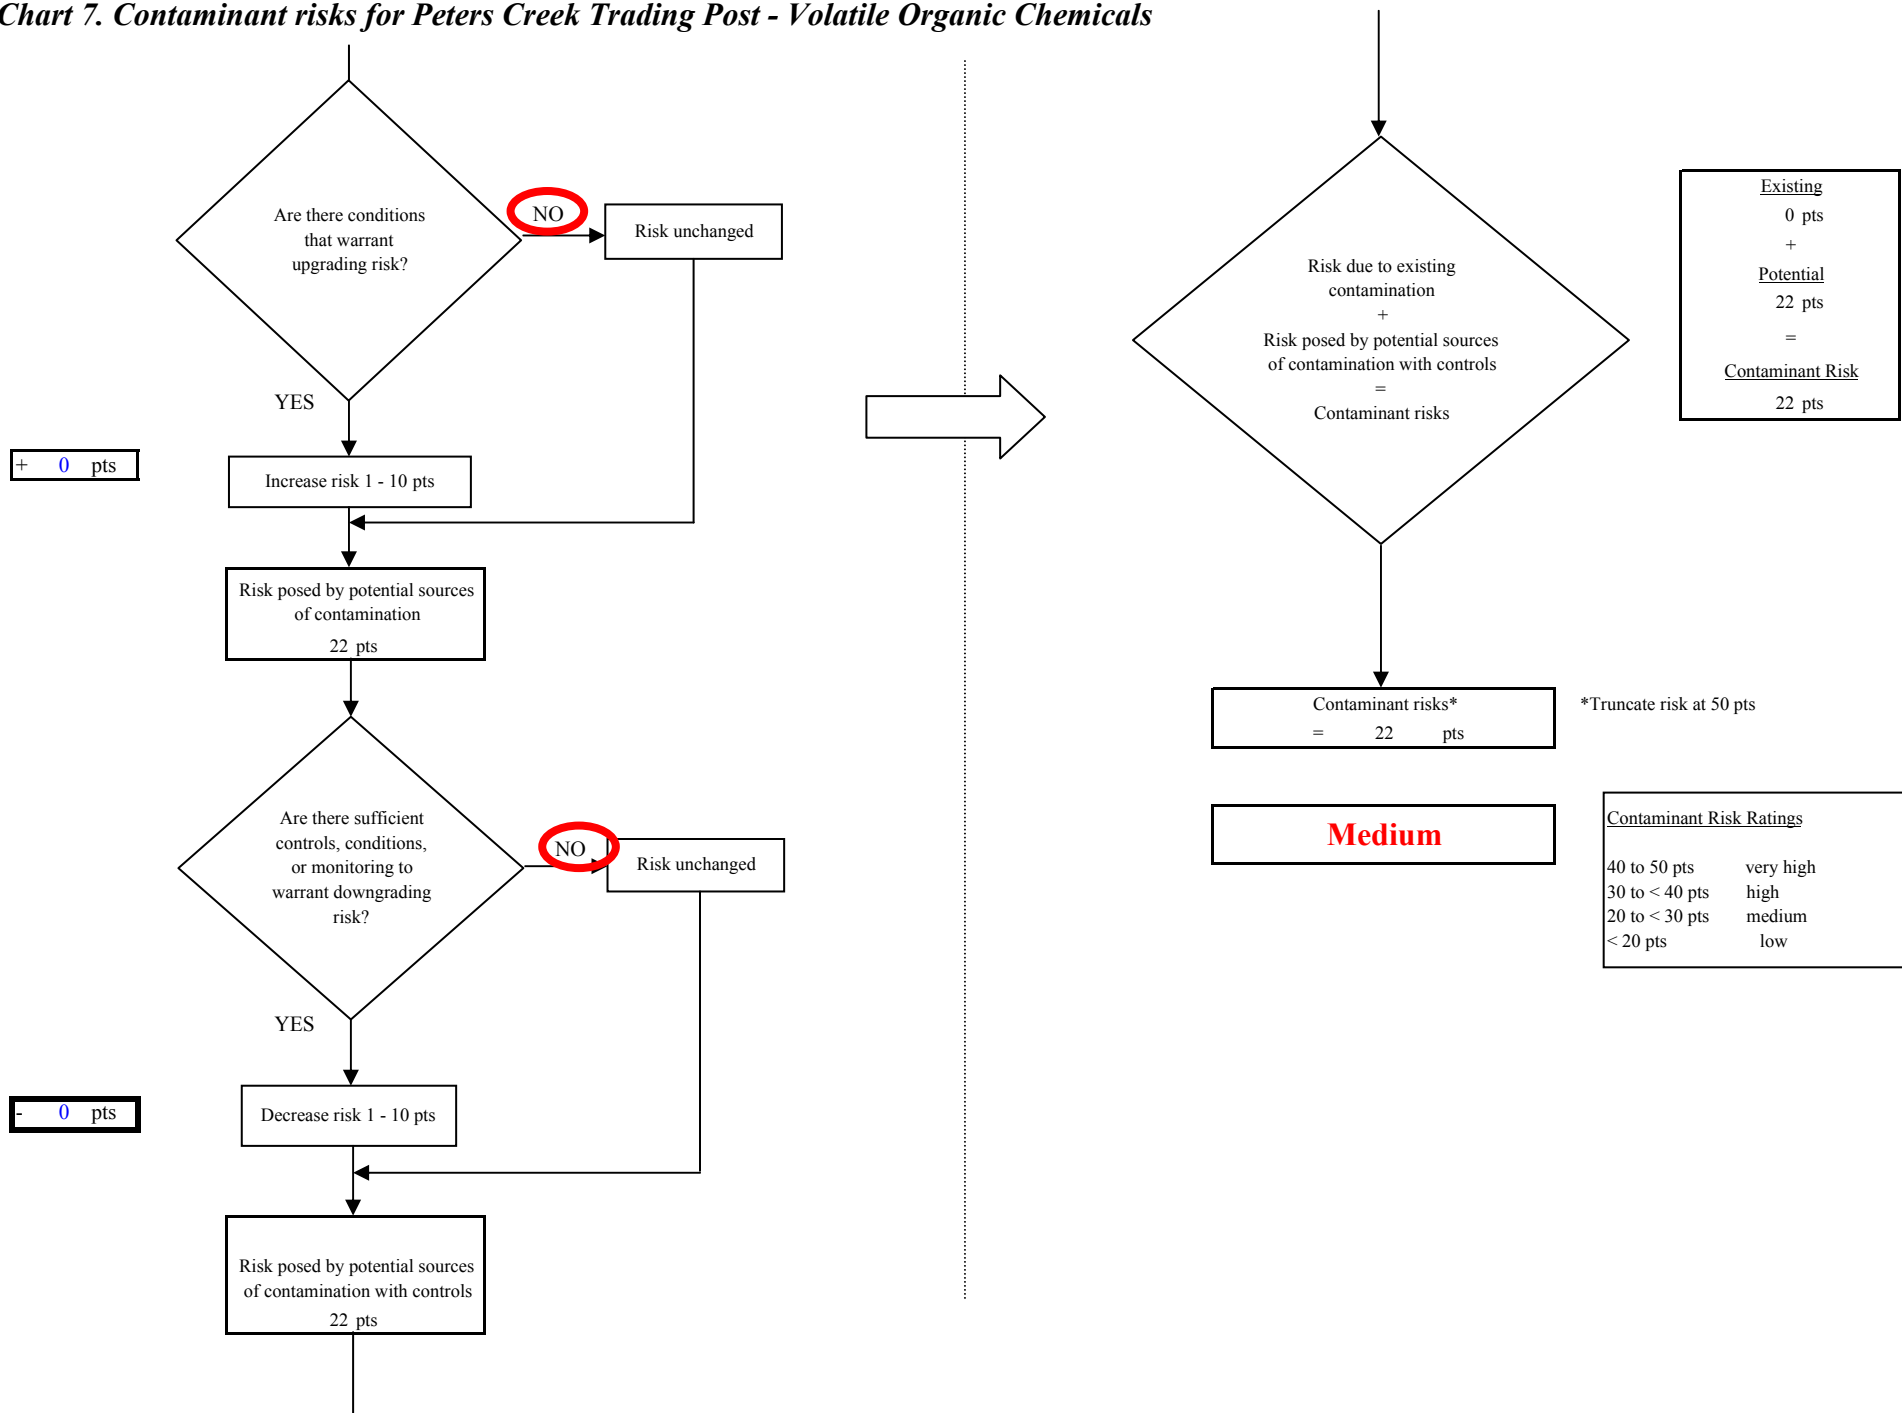 Chart 7. Contaminant risks for Peters Creek Trading Post - Volatile Organic Chemicals
Are there conditions
that warrant
upgrading risk?
NO
Risk unchanged
YES
+ 0 pts
Increase risk 1 - 10 pts
Risk posed by potential sources
of contamination
22 pts
Are there sufficient
controls, conditions,
or monitoring to
warrant downgrading
risk?
NO
Risk unchanged
YES
- 0 pts
Decrease risk 1 - 10 pts
Risk posed by potential sources
of contamination with controls
22 pts
Risk due to existing
contamination
+
Risk posed by potential sources
of contamination with controls
=
Contaminant risks
Existing
0 pts
+
Potential
22 pts
=
Contaminant Risk
22 pts
Contaminant risks*
= 22 pts
*Truncate risk at 50 pts
Medium
Contaminant Risk Ratings
40 to 50 pts very high
30 to < 40 pts high
20 to < 30 pts medium
< 20 pts low